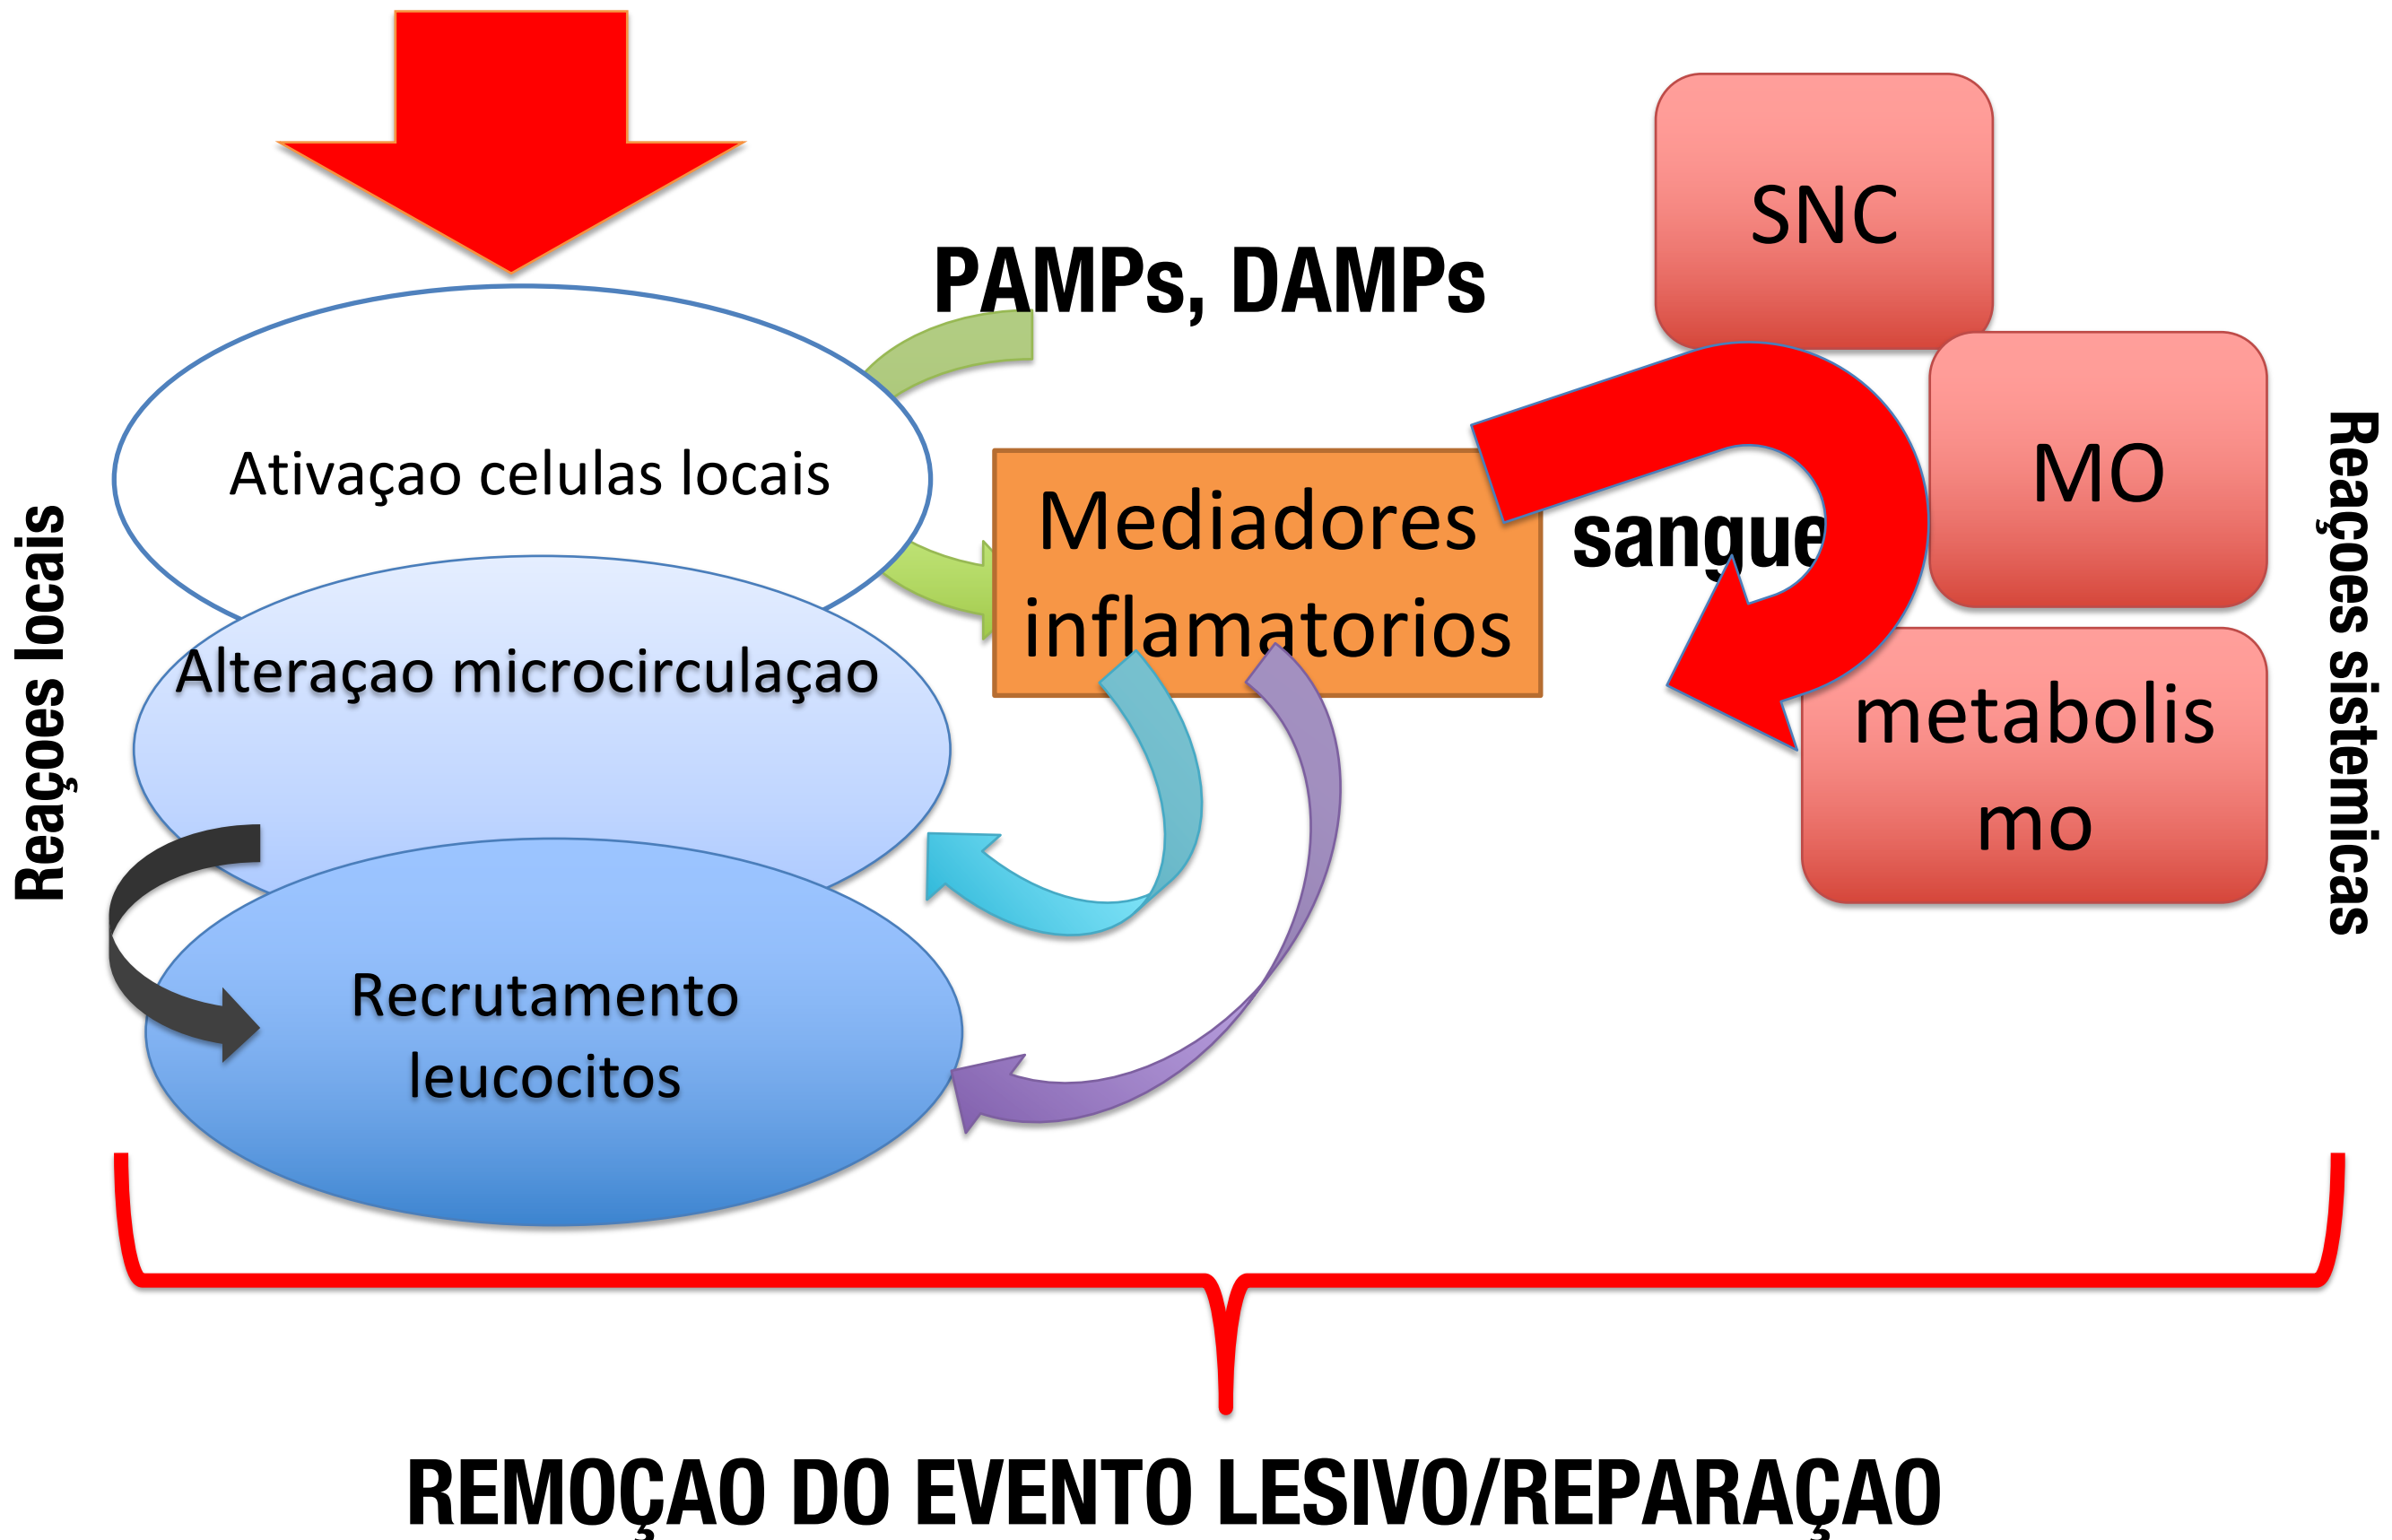 PAMPs, DAMPs
SNC
Ativaçao celulas locais
MO
Mediadores
inflamatorios
sangue
Reaçoes locais
Reaçoes sistemicas
Alteraçao microcirculaçao
metabolis
mo
Recrutamento
leucocitos
REMOÇAO DO EVENTO LESIVO/REPARAÇAO